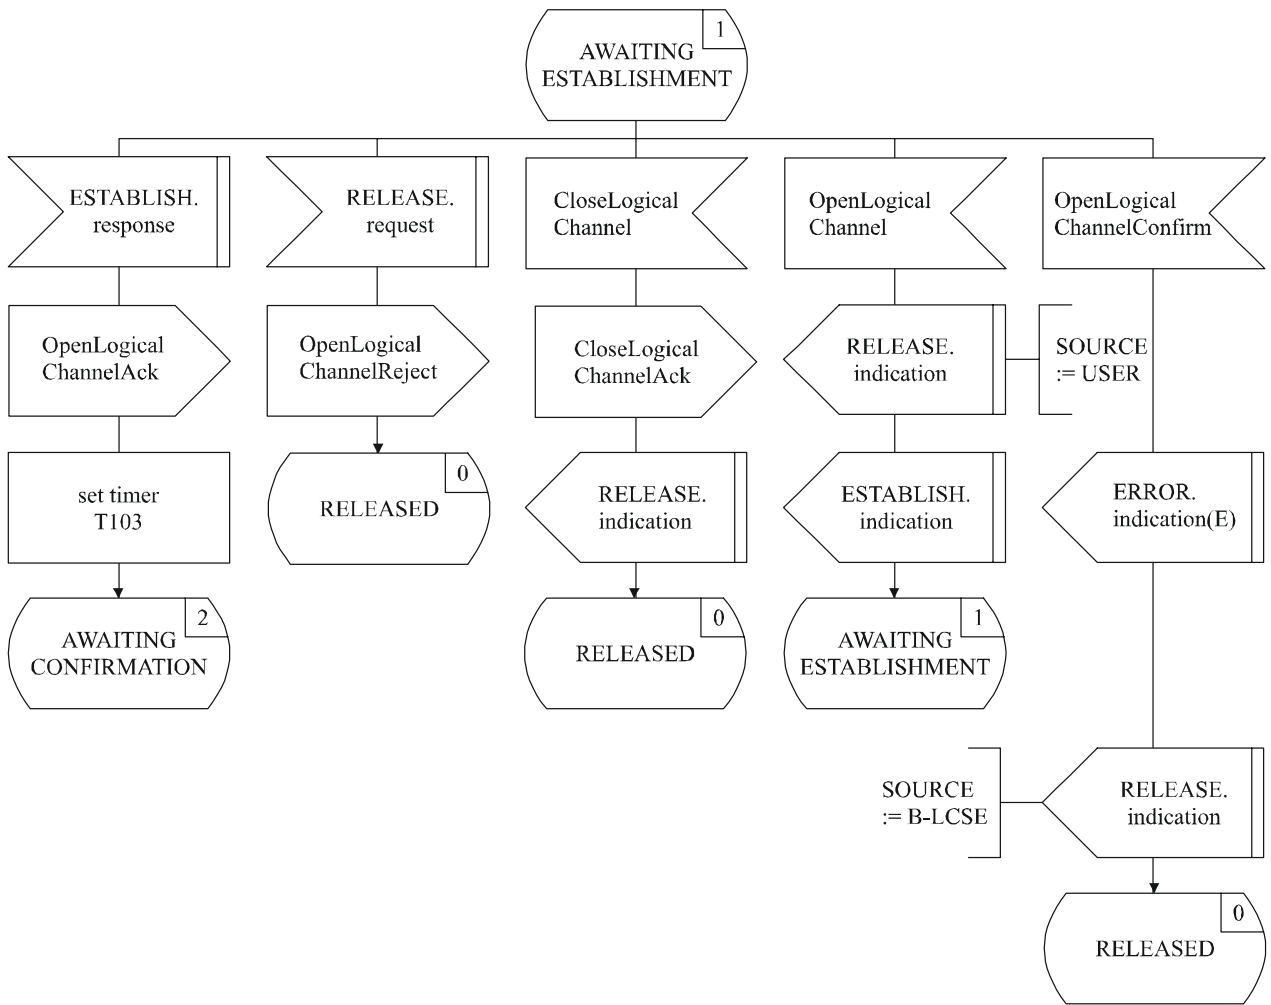 1
AWAITING
ESTABLISHMENT
ESTABLISH.
response
RELEASE.
request
CloseLogical
Channel
OpenLogical
Channel
OpenLogical
ChannelConfirm
OpenLogical
ChannelAck
OpenLogical
ChannelReject
CloseLogical
ChannelAck
RELEASE.
indication
SOURCE
:= USER
set timer
T103
0
RELEASED
RELEASE.
indication
ESTABLISH.
indication
ERROR.
indication(E)
2
AWAITING
CONFIRMATION
0
RELEASED
1
AWAITING
ESTABLISHMENT
SOURCE
:= B-LCSE
RELEASE.
indication
0
RELEASED